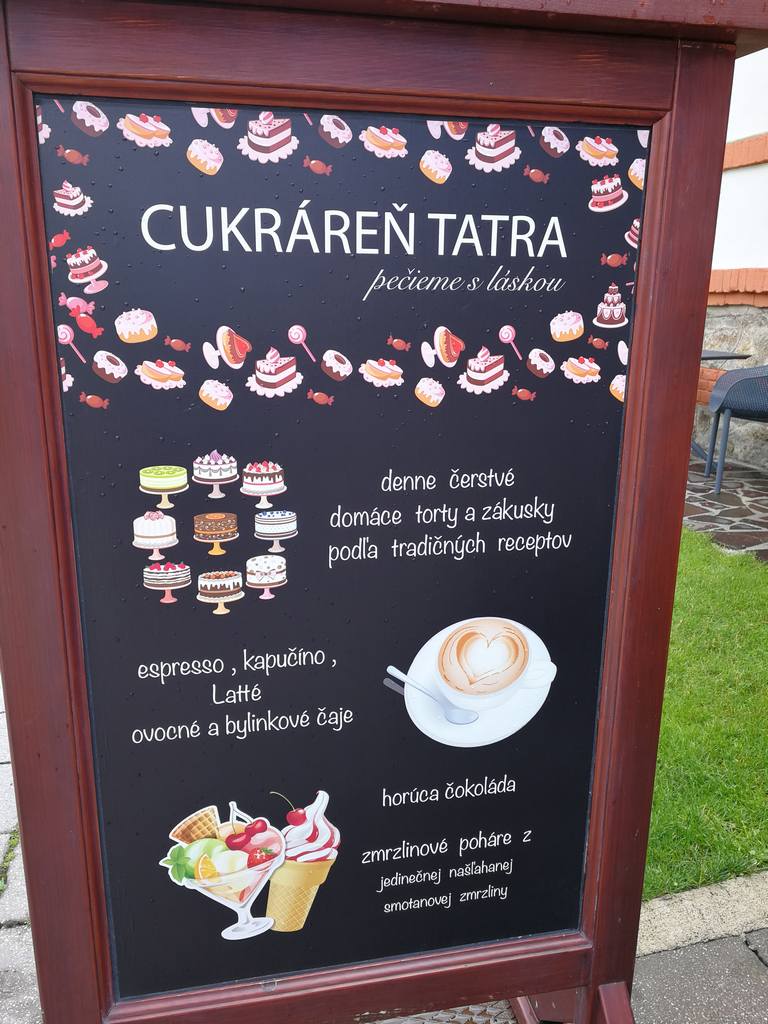 CUKRÁREŇ TATRA
pečieme s láskou
denne čerstvé
domáce torty a zákusky
podľa tradičných receptov
espresso , kapučíno ,
Latté
ovocné a bylinkové čaje
horúca čokoláda
zmrzlinové poháre z
jedinečnej našľahanej
smotanovej zmrzliny